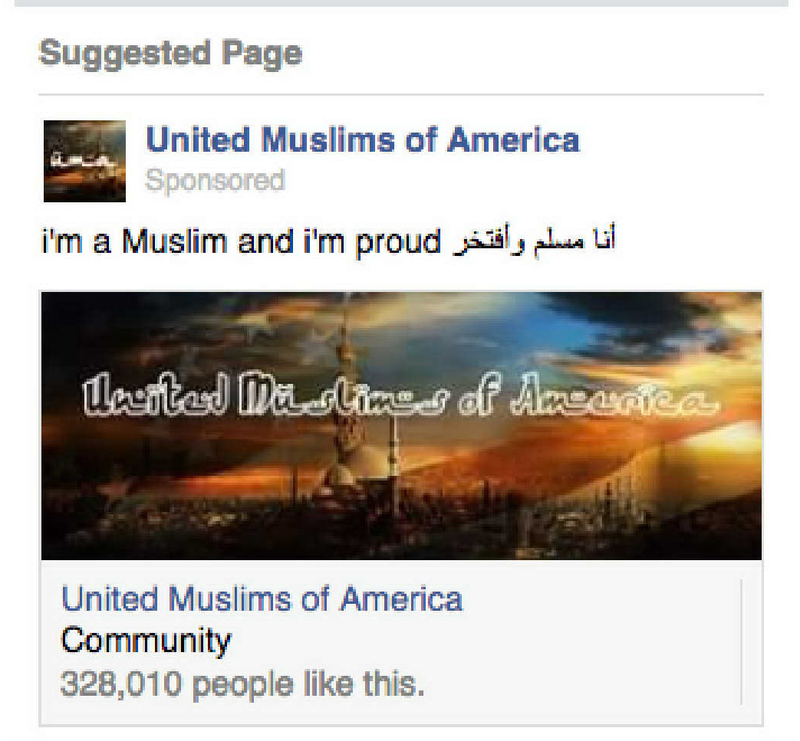 Suggested Page
United Muslims of America
Sponsored
uma
i'm a Muslim and i'm proud أنا مسلم وأفتخر
United Muslims of America
United Muslims of America
Community
328,010 people like this.